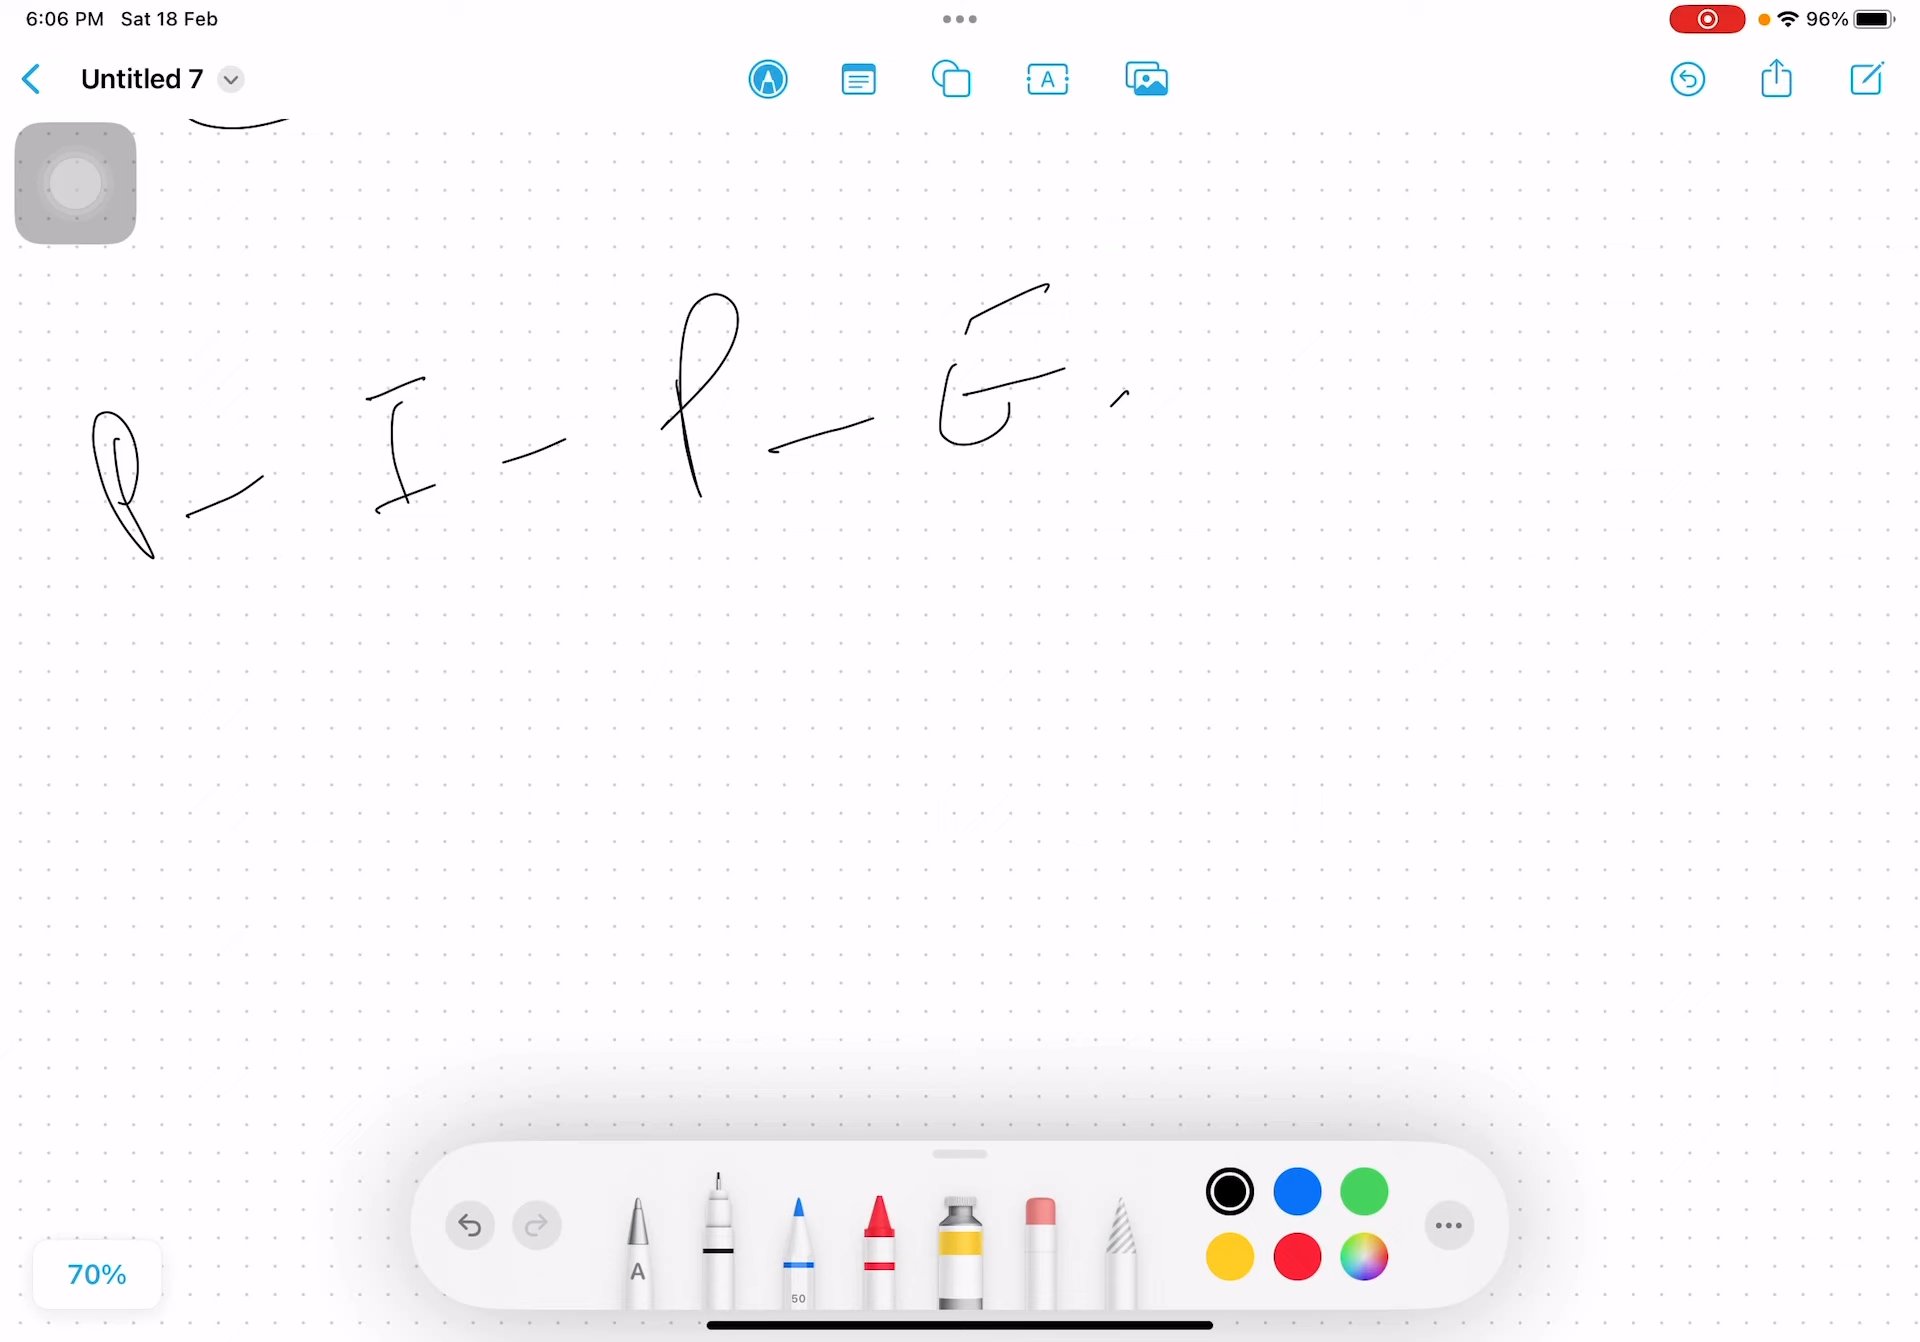 6:06 PM Sat 18 Feb 96%
Untitled 7 A
P - I - P - E .
A 50
70%